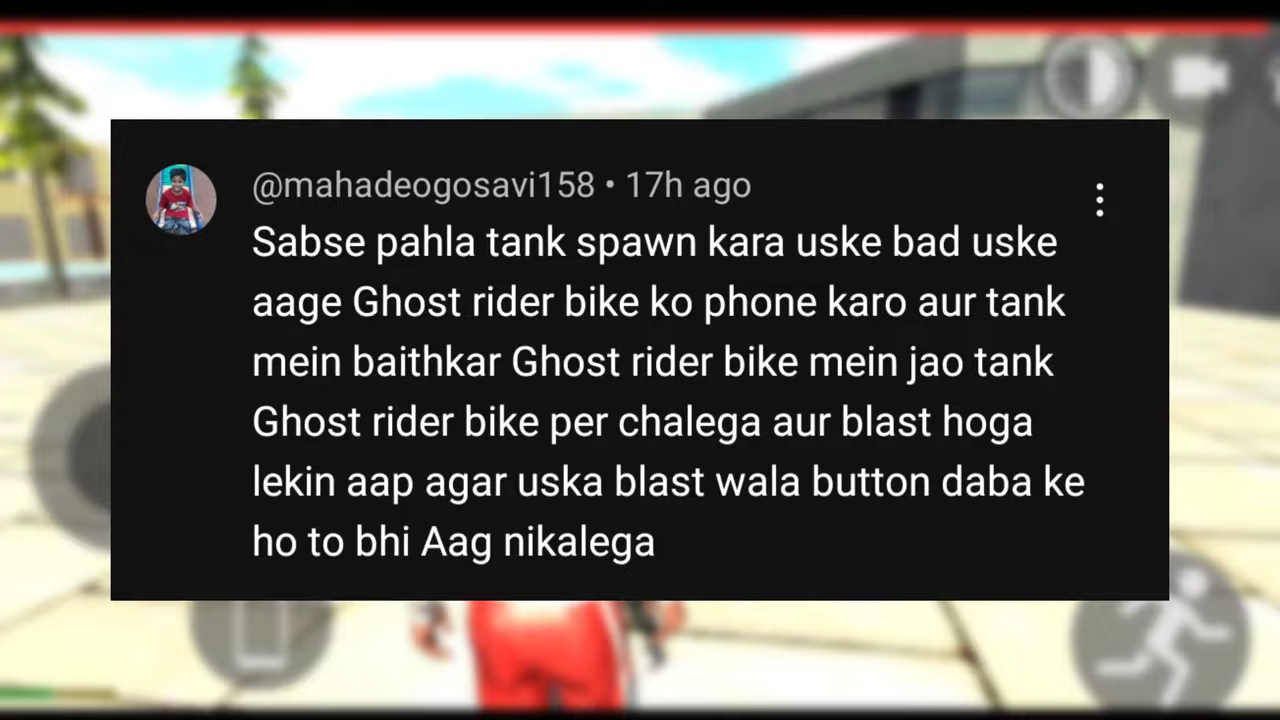 @mahadeogosavi158 • 17h ago
Sabse pahla tank spawn kara uske bad uske
aage Ghost rider bike ko phone karo aur tank
mein baithkar Ghost rider bike mein jao tank
Ghost rider bike per chalega aur blast hoga
lekin aap agar uska blast wala button daba ke
ho to bhi Aag nikalega